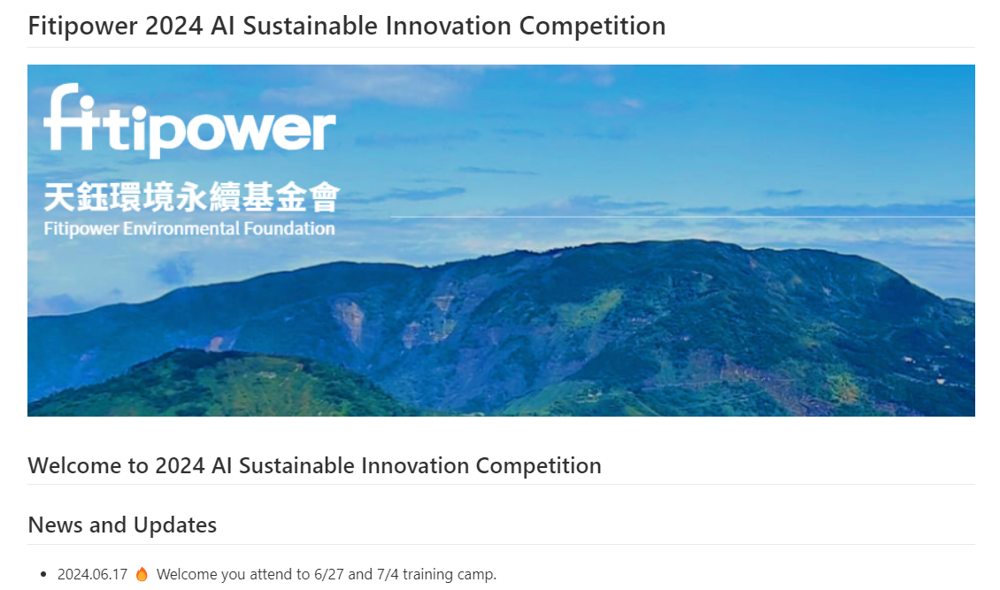 Fitipower 2024 AI Sustainable Innovation Competition
fitipower
天鈺環境永續基金會
Fitipower Environmental Foundation
Welcome to 2024 AI Sustainable Innovation Competition
News and Updates
2024.06.17 🔥 Welcome you attend to 6/27 and 7/4 training camp.